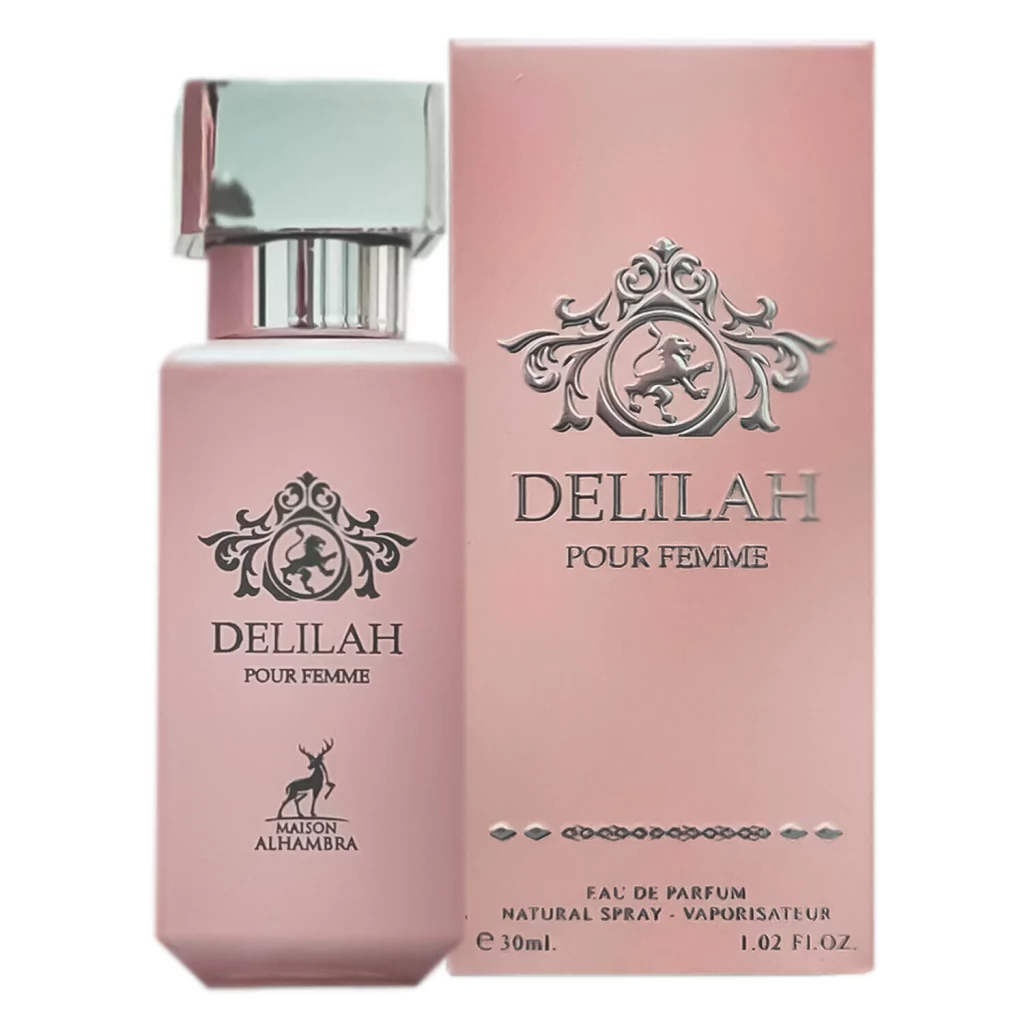 DELILAH
POUR FEMME
MAISON
ALHAMBRA
DELILAH
POUR FEMME
EAU DE PARFUM
NATURAL SPRAY - VAPORISATEUR
℮ 30ml. 1.02 FL.OZ.